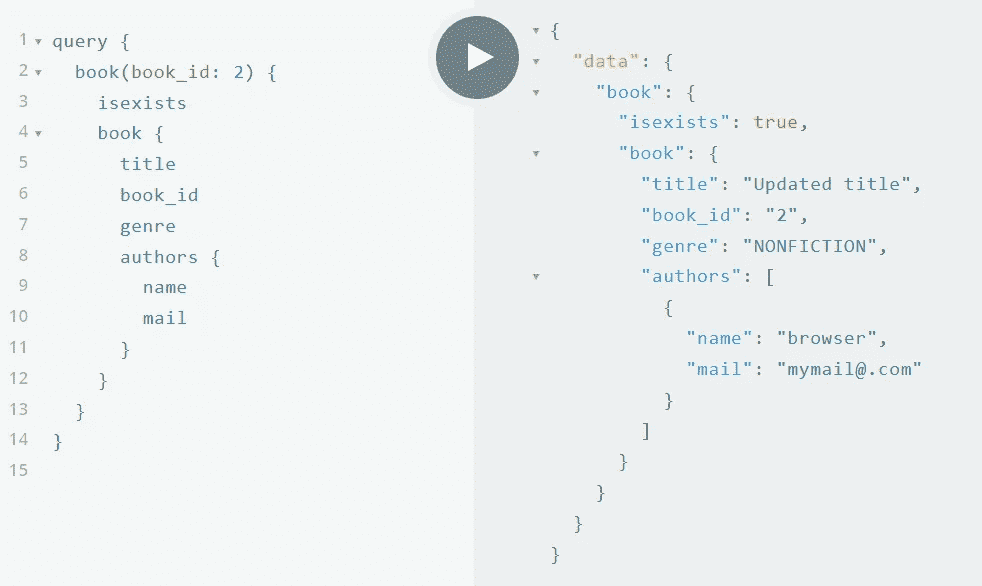 1 query {
2 book(book_id: 2) {
3 isexists
4 book {
5 title
6 book_id
7 genre
8 authors {
9 name
10 mail
11 }
12 }
13 }
14 }
15
{
"data": {
"book": {
"isexists": true,
"book": {
"title": "Updated title",
"book_id": "2",
"genre": "NONFICTION",
"authors": [
{
"name": "browser",
"mail": "mymail@.com"
}
]
}
}
}
}